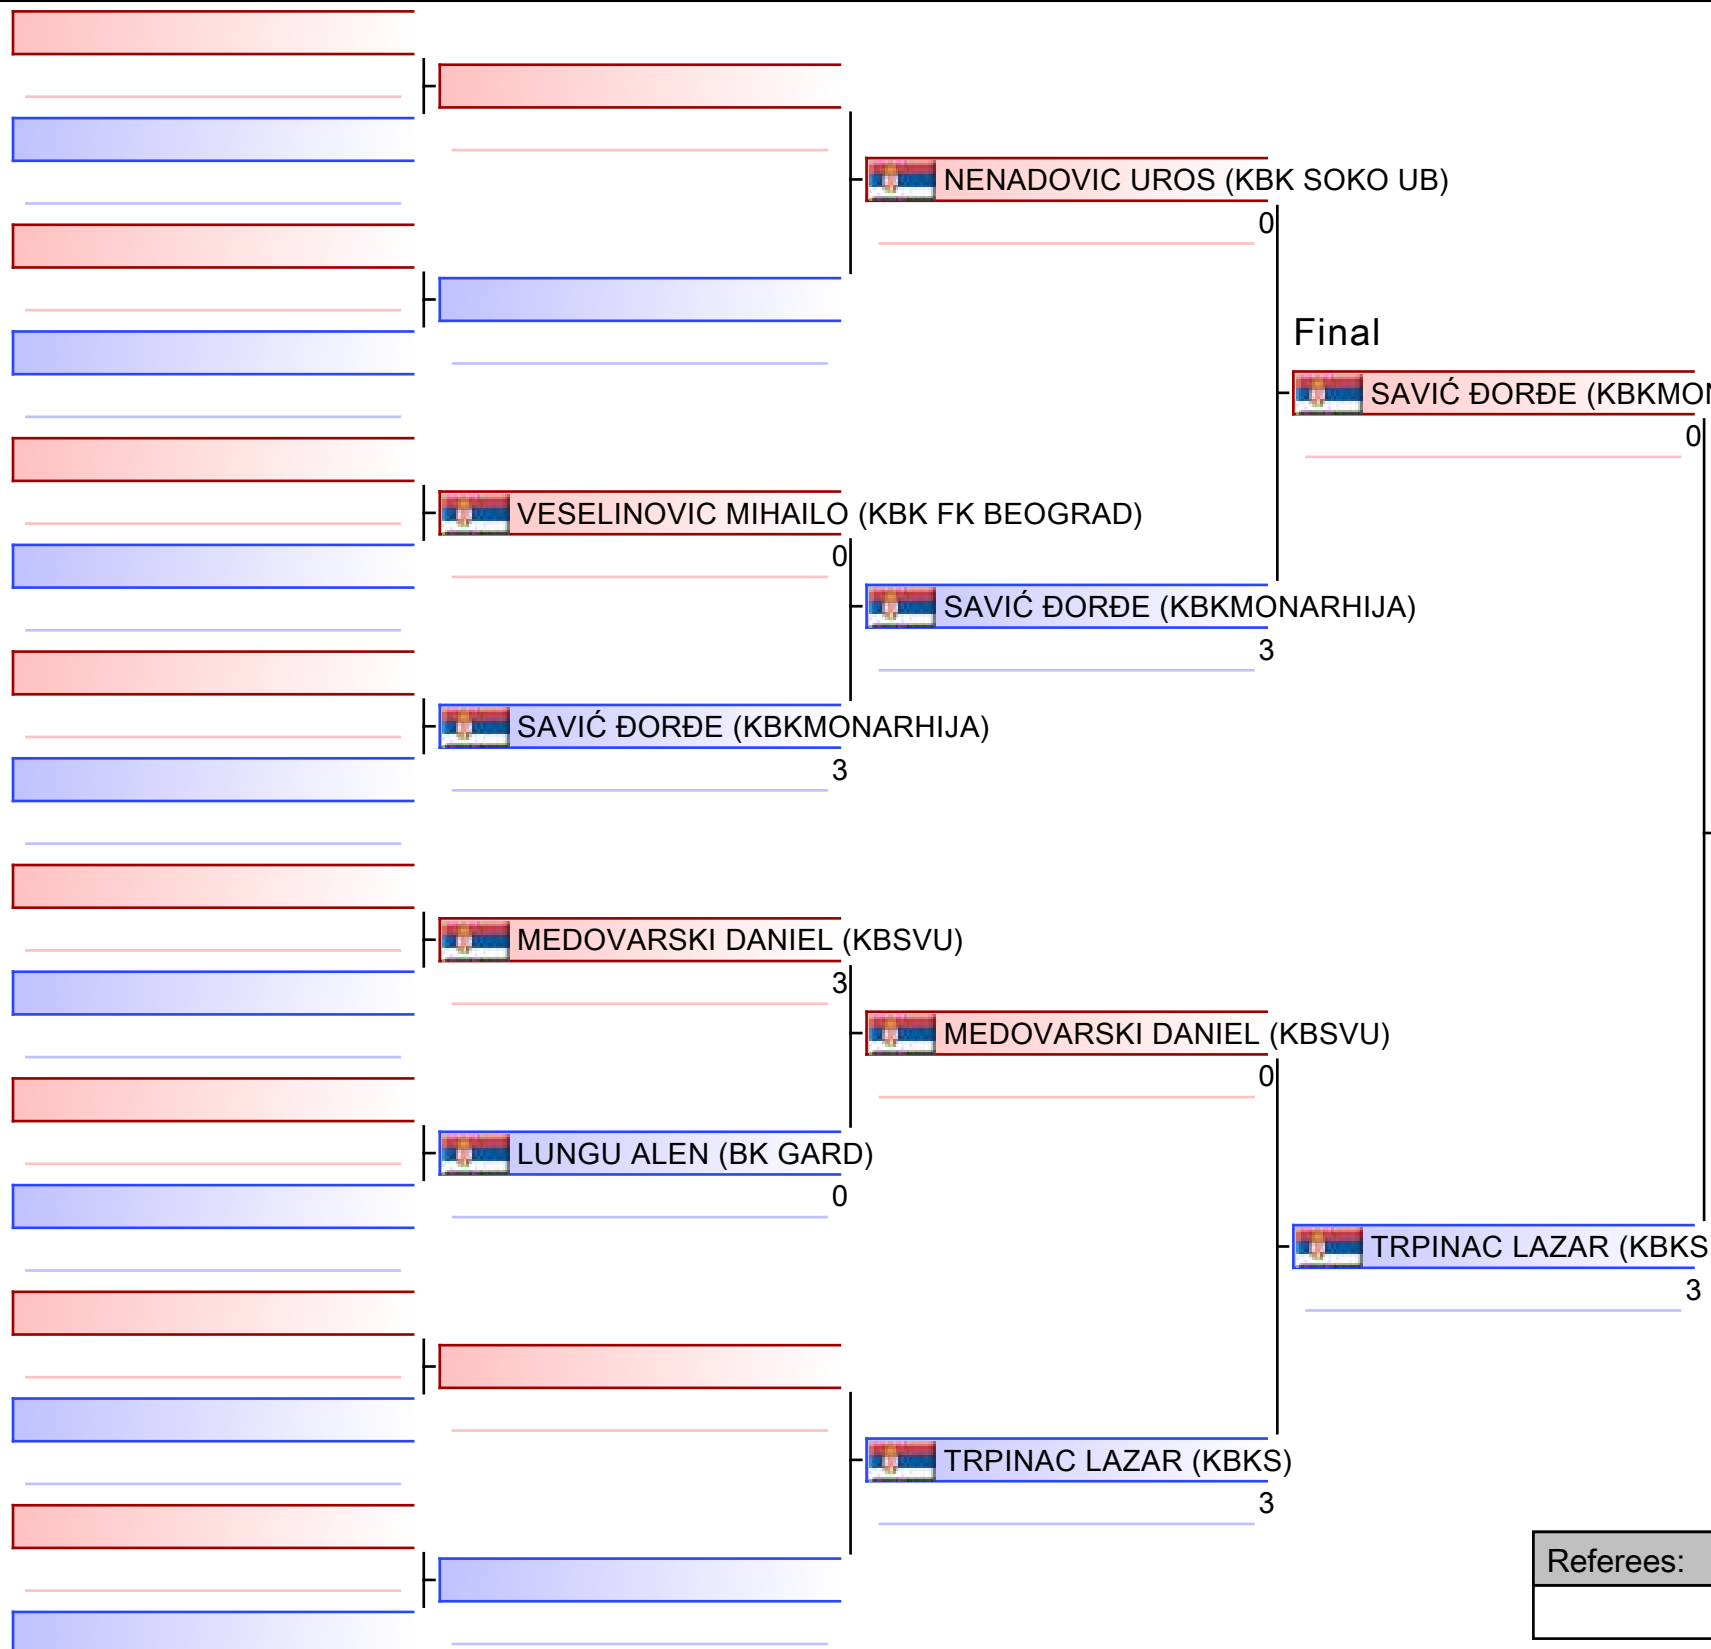 NENADOVIC UROS (KBK SOKO UB)
0
Final
SAVIĆ ĐORĐE (KBKMON
0
VESELINOVIC MIHAILO (KBK FK BEOGRAD)
0
SAVIĆ ĐORĐE (KBKMONARHIJA)
3
SAVIĆ ĐORĐE (KBKMONARHIJA)
3
MEDOVARSKI DANIEL (KBSVU)
3
MEDOVARSKI DANIEL (KBSVU)
0
LUNGU ALEN (BK GARD)
0
TRPINAC LAZAR (KBKS
3
TRPINAC LAZAR (KBKS)
3
Referees: